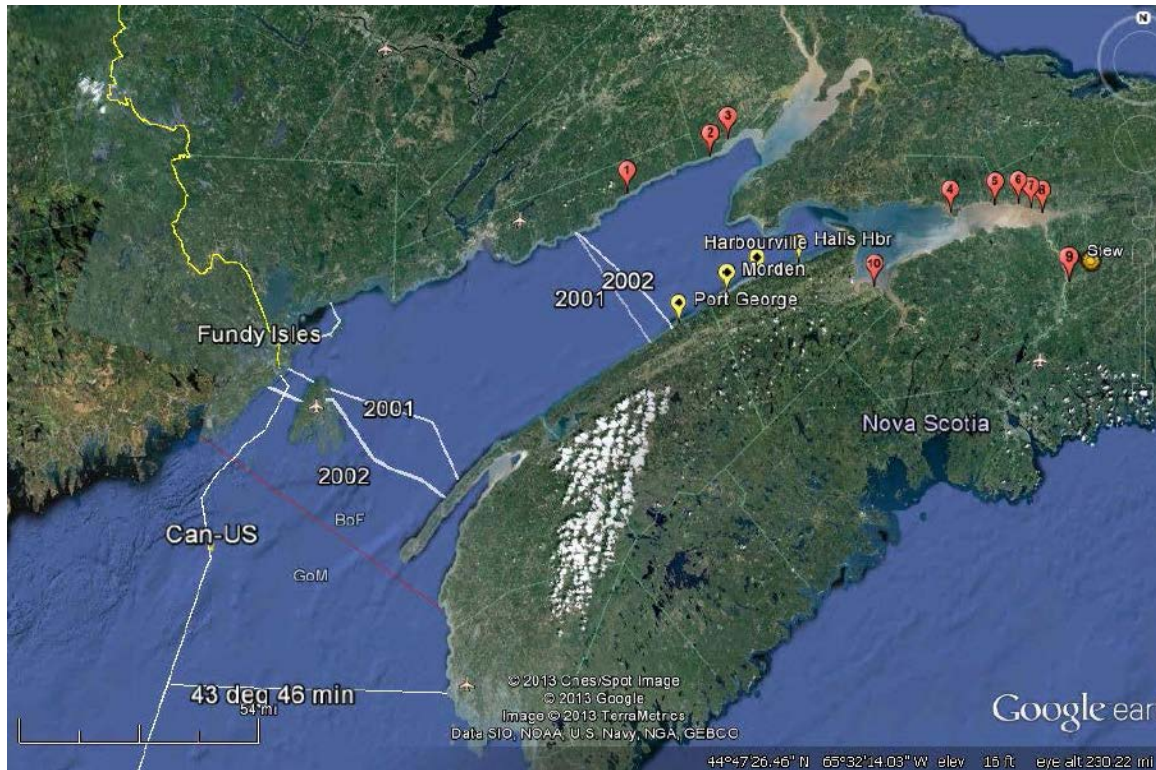 N
3
2
1
4
5
6
7
8
Harbourville
Halls Hbr
9
Slew
2002
Morden
10
2001
Port George
Fundy Isles
2001
Nova Scotia
2002
BoF
Can-US
GoM
43 deg 46 min
54 mi
© 2013 Cnes/Spot Image
© 2013 Google
Image © 2013 TerraMetrics
Data SIO, NOAA, U.S. Navy, NGA, GEBCO
Google ear
44°47'26.46" N 65°32'14.03" W elev 16 ft eye alt 230.22 mi